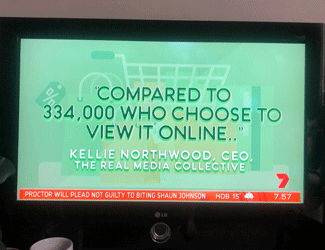 "COMPARED TO
334,000 WHO CHOOSE TO
VIEW IT ONLINE.."
KELLIE NORTHWOOD, CEO,
THE REAL MEDIA COLLECTIVE
7
PROCTOR WILL PLEAD NOT GUILTY TO BITING SHAUN JOHNSON HOB 15° 7.57
LG